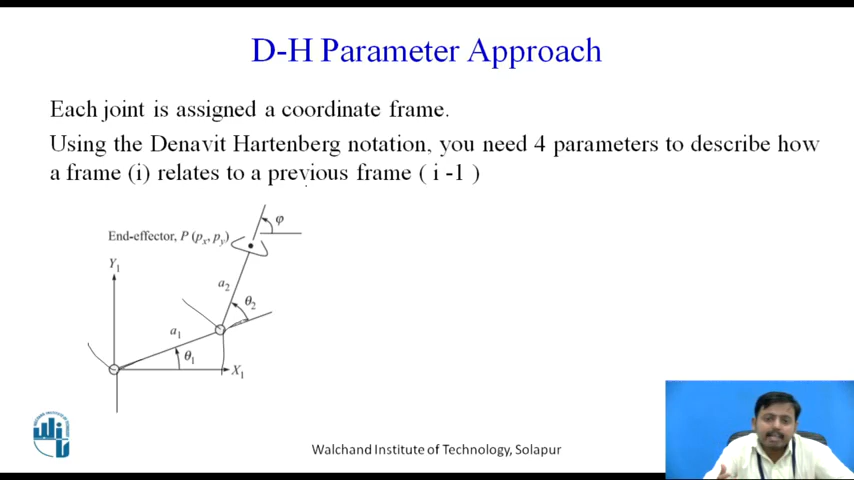 D-H Parameter Approach
Each joint is assigned a coordinate frame.
Using the Denavit Hartenberg notation, you need 4 parameters to describe how
a frame (i) relates to a previous frame ( i -1 )
φ
End-effector, P (px, py)
Y1
a2
θ2
a1
θ1
X1
Walchand Institute of Technology, Solapur